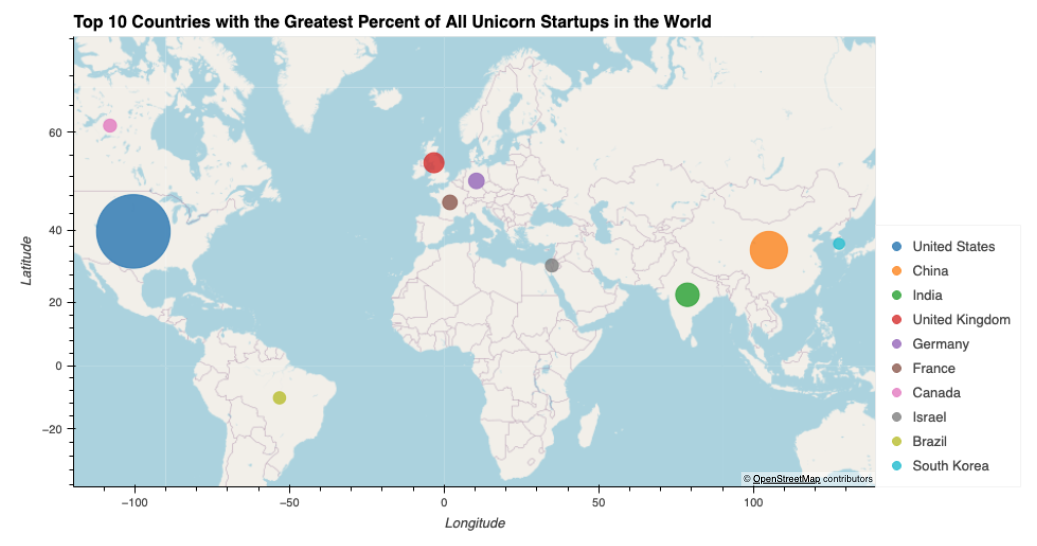 Top 10 Countries with the Greatest Percent of All Unicorn Startups in the World
Latitude
60
40
20
0
−20
United States
China
India
United Kingdom
Germany
France
Canada
Israel
Brazil
South Korea
© OpenStreetMap contributors
−100
−50
0
50
100
Longitude